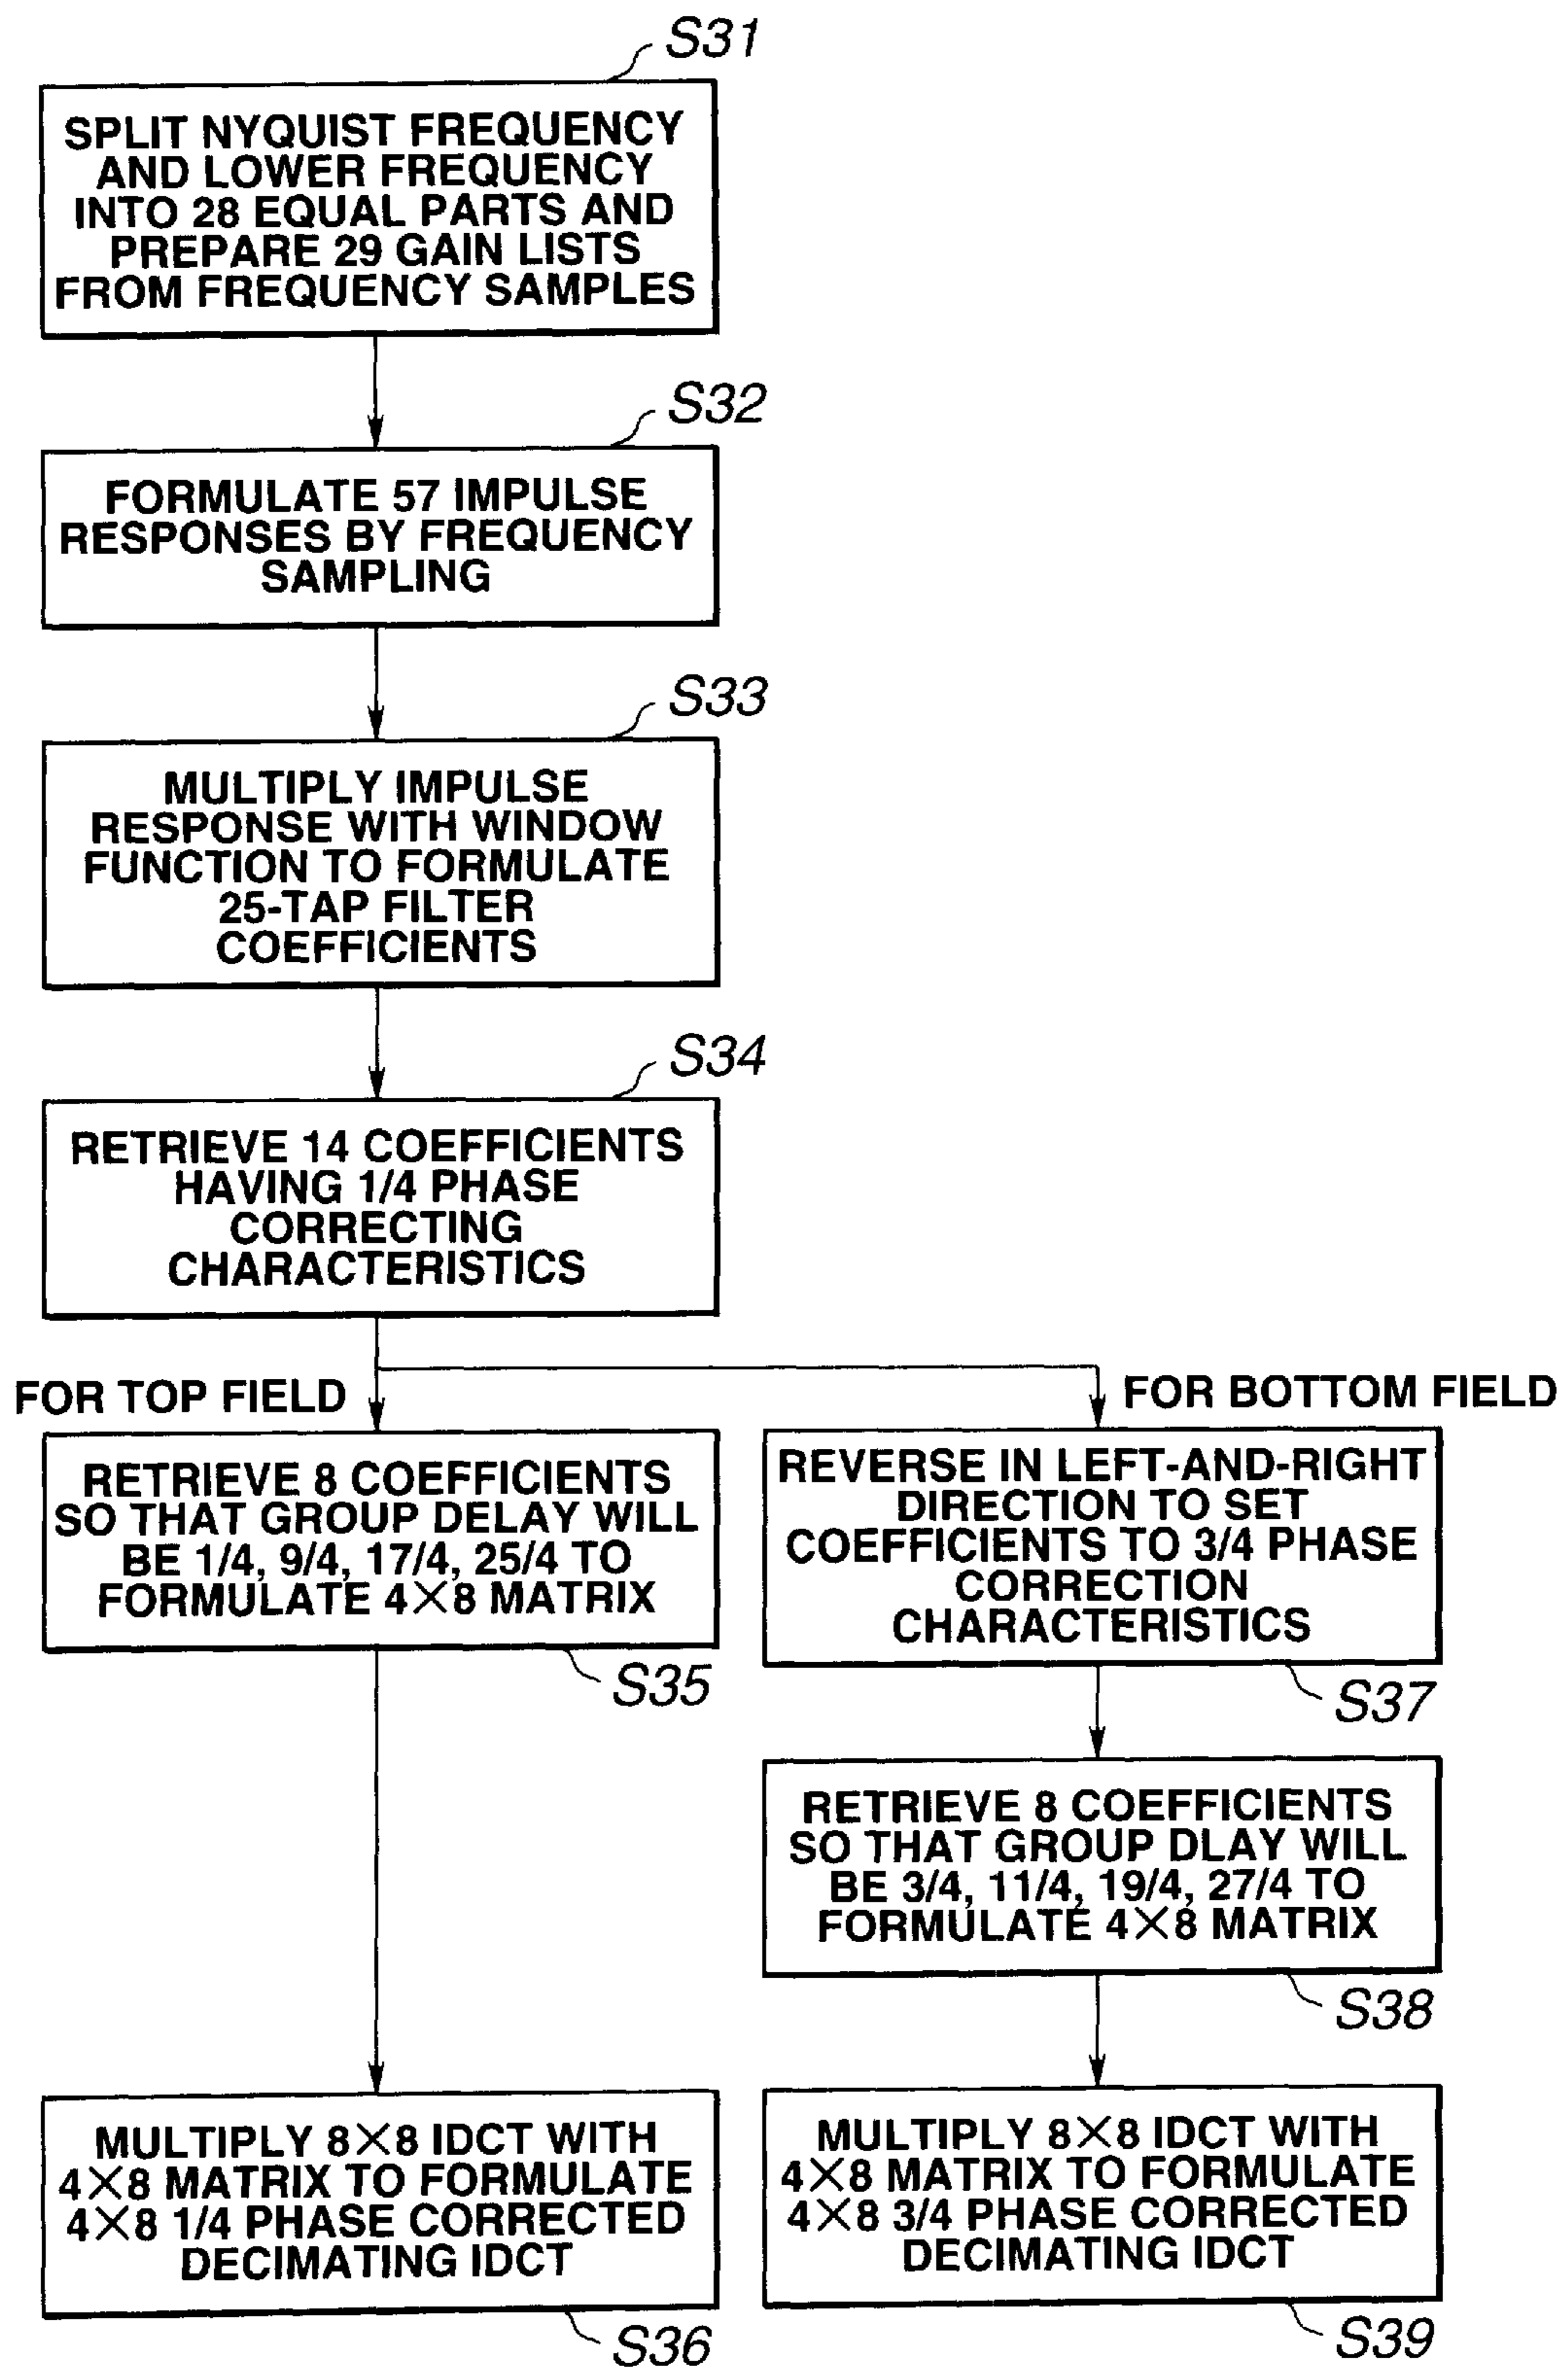 S31
SPLIT NYQUIST FREQUENCY
AND LOWER FREQUENCY
INTO 28 EQUAL PARTS AND
PREPARE 29 GAIN LISTS
FROM FREQUENCY SAMPLES
S32
FORMULATE 57 IMPULSE
RESPONSES BY FREQUENCY
SAMPLING
S33
MULTIPLY IMPULSE
RESPONSE WITH WINDOW
FUNCTION TO FORMULATE
25-TAP FILTER
COEFFICIENTS
S34
RETRIEVE 14 COEFFICIENTS
HAVING 1/4 PHASE
CORRECTING
CHARACTERISTICS
FOR TOP FIELD
RETRIEVE 8 COEFFICIENTS
SO THAT GROUP DELAY WILL
BE 1/4, 9/4, 17/4, 25/4 TO
FORMULATE 4×8 MATRIX
S35
MULTIPLY 8×8 IDCT WITH
4×8 MATRIX TO FORMULATE
4×8 1/4 PHASE CORRECTED
DECIMATING IDCT
S36
FOR BOTTOM FIELD
REVERSE IN LEFT-AND-RIGHT
DIRECTION TO SET
COEFFICIENTS TO 3/4 PHASE
CORRECTION
CHARACTERISTICS
S37
RETRIEVE 8 COEFFICIENTS
SO THAT GROUP DLAY WILL
BE 3/4, 11/4, 19/4, 27/4 TO
FORMULATE 4×8 MATRIX
S38
MULTIPLY 8×8 IDCT WITH
4×8 MATRIX TO FORMULATE
4×8 3/4 PHASE CORRECTED
DECIMATING IDCT
S39